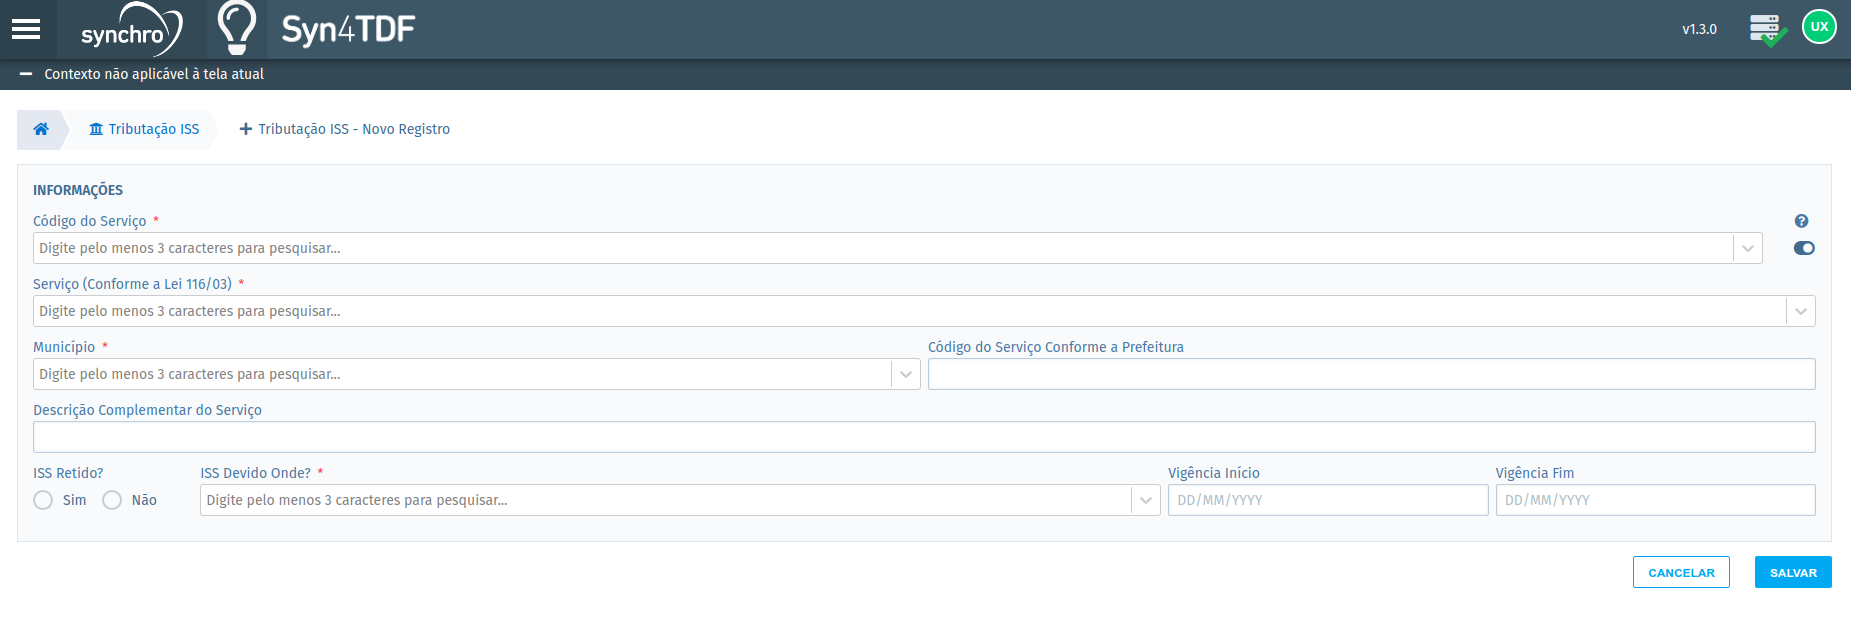 synchro
Syn4TDF
v1.3.0
UX
Contexto não aplicável à tela atual
Tributação ISS
Tributação ISS - Novo Registro
INFORMAÇÕES
Código do Serviço *
Digite pelo menos 3 caracteres para pesquisar...
Serviço (Conforme a Lei 116/03) *
Digite pelo menos 3 caracteres para pesquisar...
Município * Código do Serviço Conforme a Prefeitura
Digite pelo menos 3 caracteres para pesquisar...
Descrição Complementar do Serviço
ISS Retido? ISS Devido Onde? * Vigência Início Vigência Fim
Sim Não Digite pelo menos 3 caracteres para pesquisar... DD/MM/YYYY DD/MM/YYYY
CANCELAR SALVAR